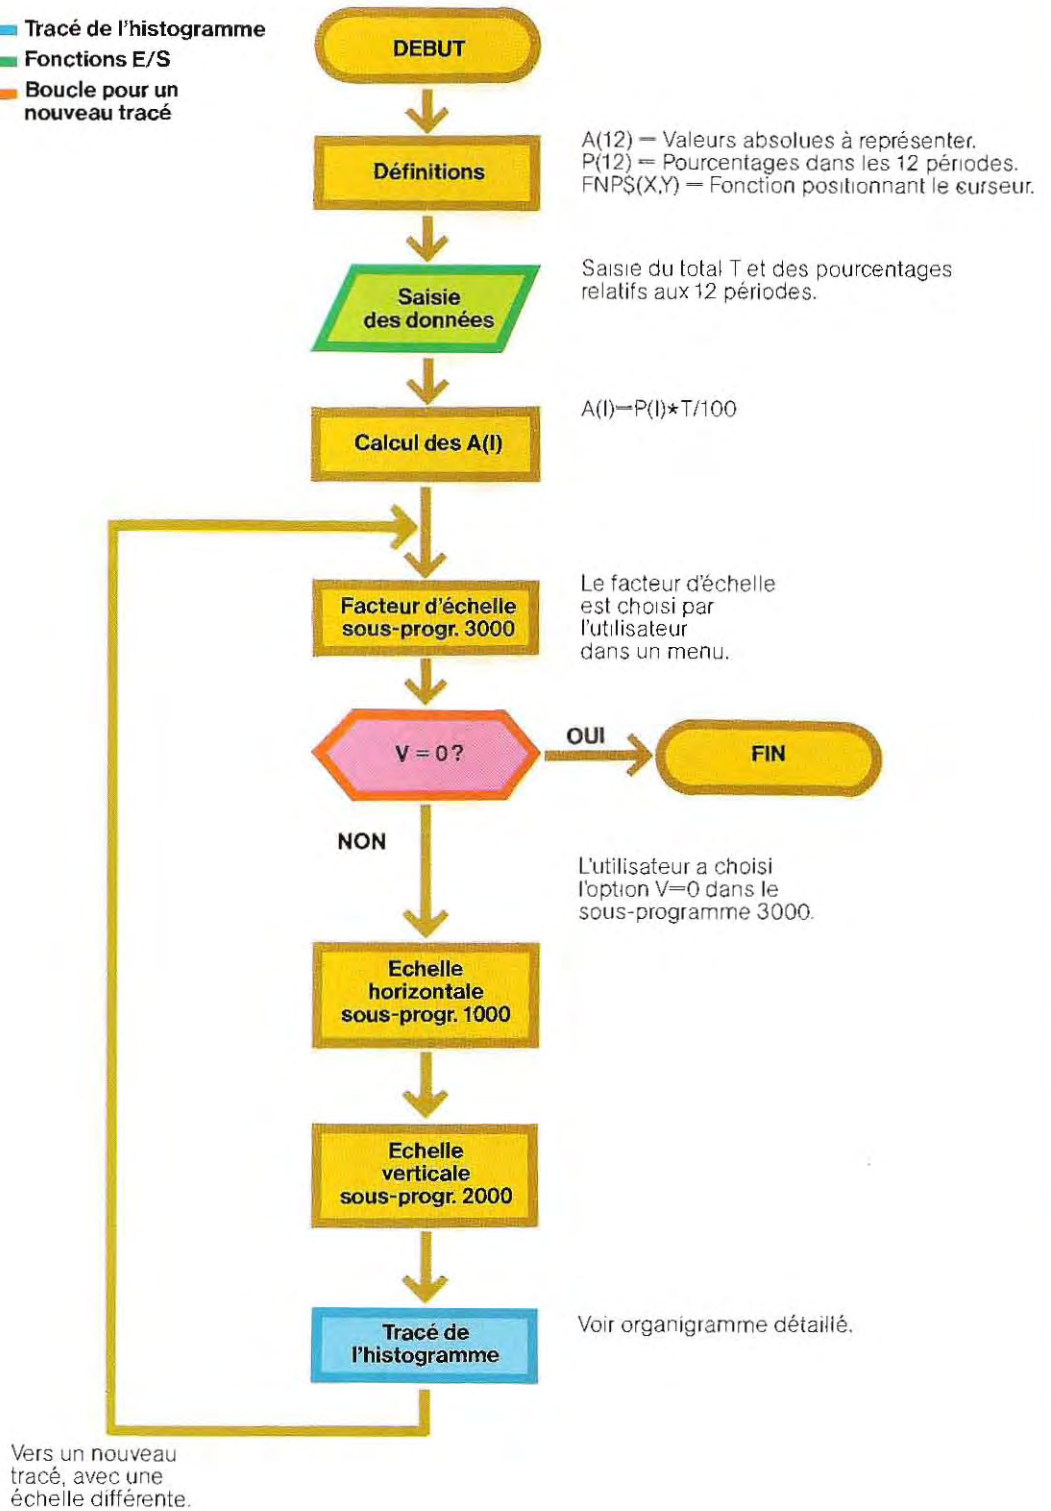 Tracé de l'histogramme
Fonctions E/S
Boucle pour un
nouveau tracé
DEBUT
Définitions
A(12) = Valeurs absolues à représenter.
P(12) = Pourcentages dans les 12 périodes.
FNP$(X,Y) = Fonction positionnant le curseur.
Saisie
des données
Saisie du total T et des pourcentages
relatifs aux 12 périodes.
Calcul des A(I)
A(I)=P(I)*T/100
Facteur d'échelle
sous-progr. 3000
Le facteur d'échelle
est choisi par
l'utilisateur
dans un menu.
V = 0?
OUI
FIN
NON
L'utilisateur a choisi
l'option V=0 dans le
sous-programme 3000.
Echelle
horizontale
sous-progr. 1000
Echelle
verticale
sous-progr. 2000
Tracé de
l'histogramme
Voir organigramme détaillé.
Vers un nouveau
tracé, avec une
échelle différente.